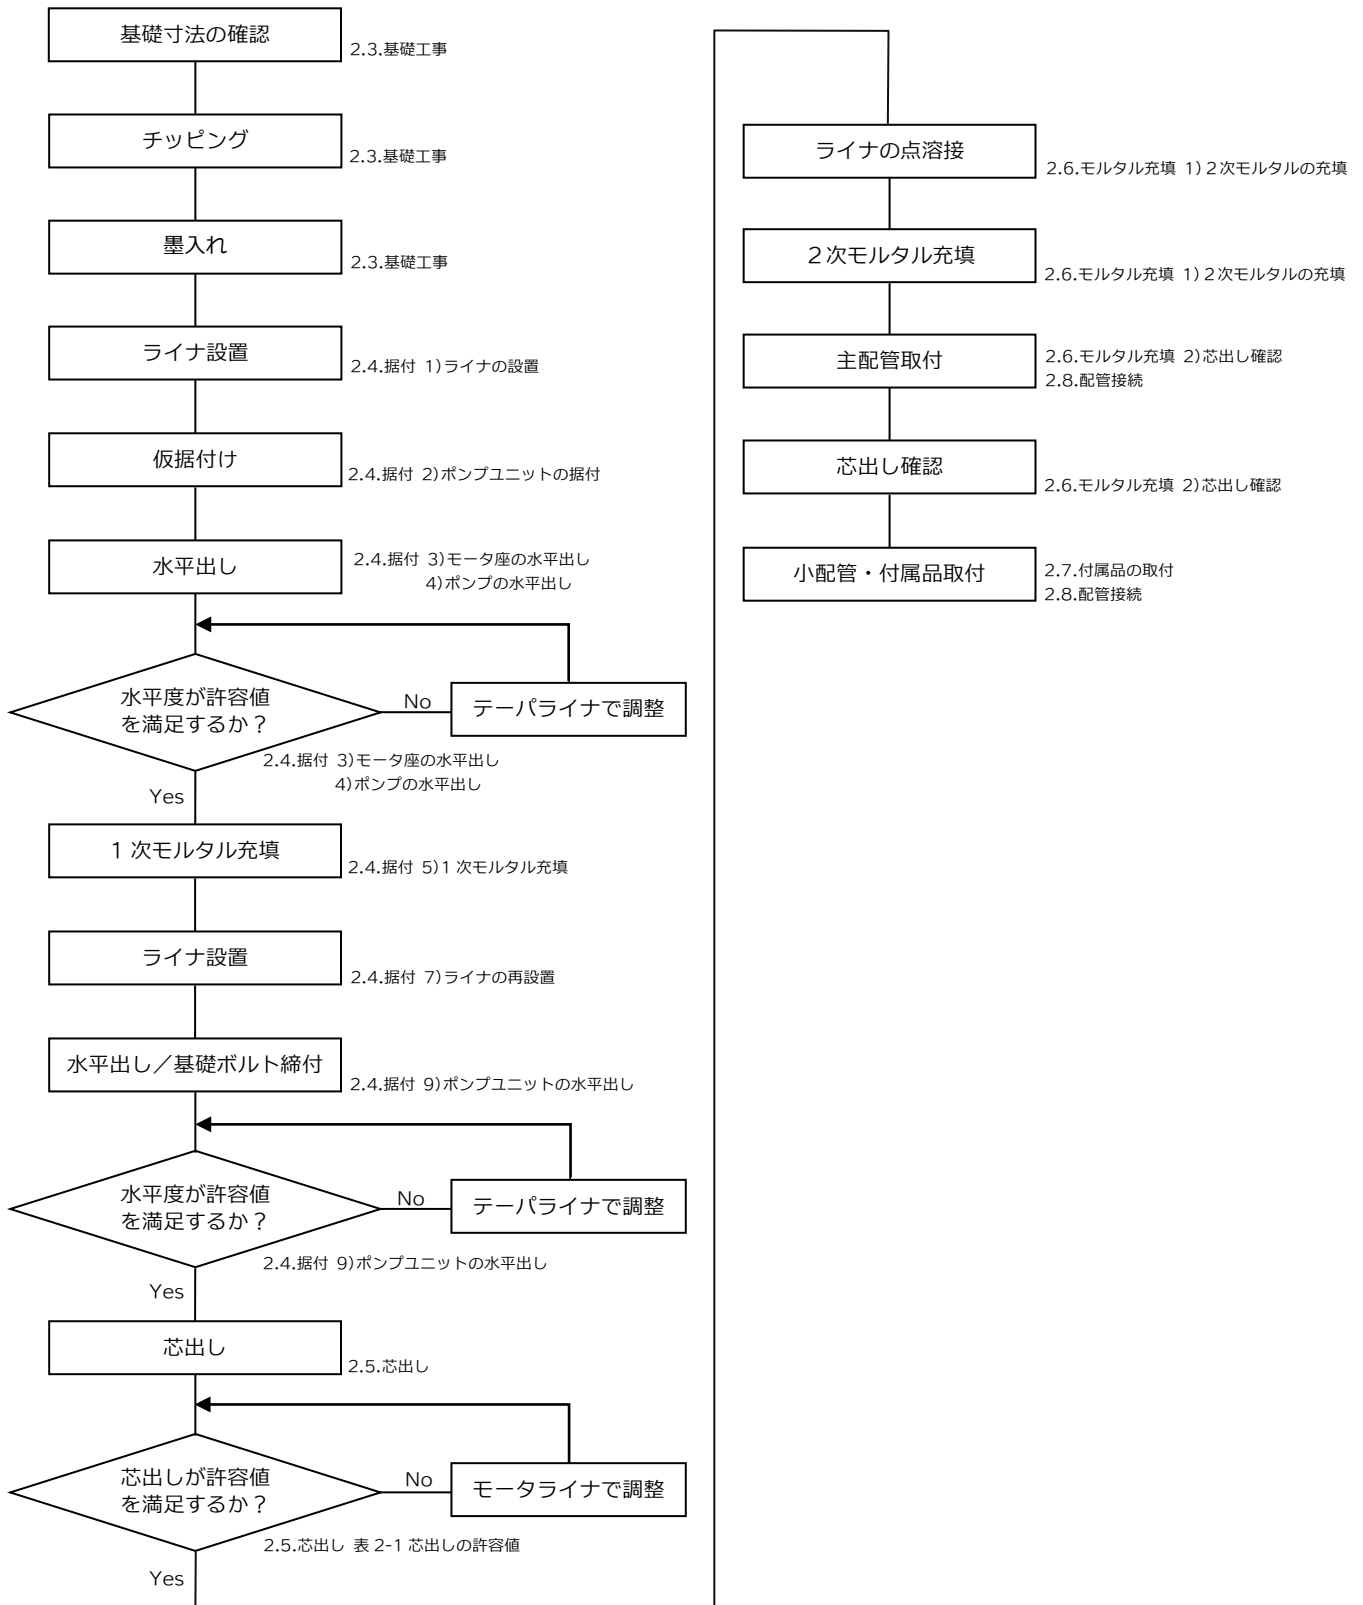 基礎寸法の確認
2.3.基礎工事
チッピング
2.3.基礎工事
墨入れ
2.3.基礎工事
ライナ設置
2.4.据付 1)ライナの設置
仮据付け
2.4.据付 2)ポンプユニットの据付
水平出し
2.4.据付 3)モータ座の水平出し
4)ポンプの水平出し
水平度が許容値
を満足するか？
No
テーパライナで調整
2.4.据付 3)モータ座の水平出し
4)ポンプの水平出し
Yes
1 次モルタル充填
2.4.据付 5)1 次モルタル充填
ライナ設置
2.4.据付 7)ライナの再設置
水平出し／基礎ボルト締付
2.4.据付 9)ポンプユニットの水平出し
水平度が許容値
を満足するか？
No
テーパライナで調整
2.4.据付 9)ポンプユニットの水平出し
Yes
芯出し
2.5.芯出し
芯出しが許容値
を満足するか？
No
モータライナで調整
2.5.芯出し 表 2-1 芯出しの許容値
Yes
ライナの点溶接
2.6.モルタル充填 1)２次モルタルの充填
２次モルタル充填
2.6.モルタル充填 1)２次モルタルの充填
主配管取付
2.6.モルタル充填 2)芯出し確認
2.8.配管接続
芯出し確認
2.6.モルタル充填 2)芯出し確認
小配管・付属品取付
2.7.付属品の取付
2.8.配管接続